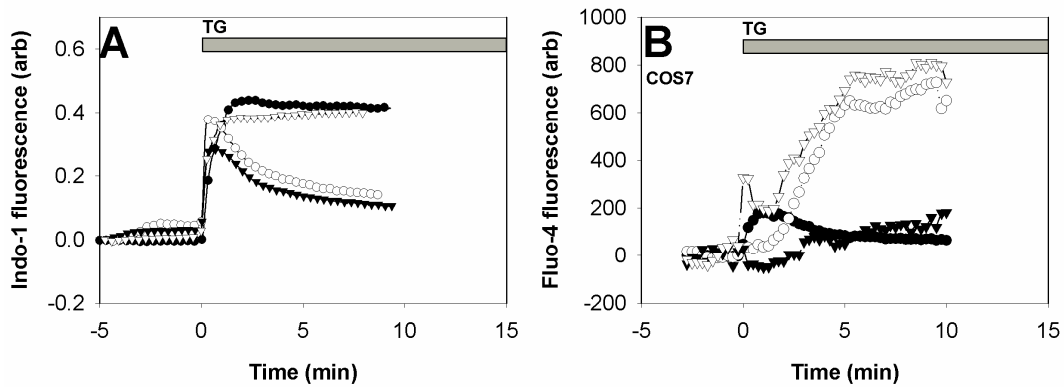 A
TG
Indo-1 fluorescence (arb)
0.6
0.4
0.2
0.0
-0.2
-5
0
5
10
15
Time (min)
B
TG
COS7
Fluo-4 fluorescence (arb)
1000
800
600
400
200
0
-200
-5
0
5
10
15
Time (min)